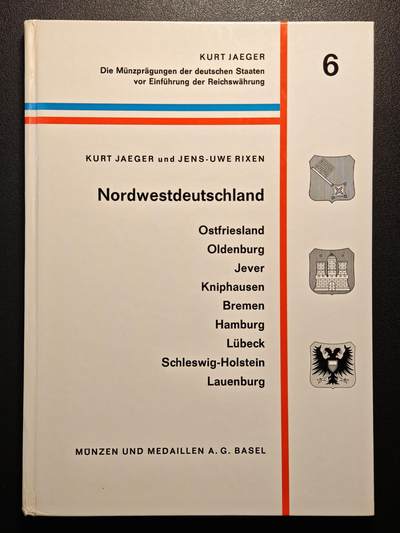 KURT JAEGER
Die Münzprägungen der deutschen Staaten
vor Einführung der Reichswährung
6
KURT JAEGER und JENS-UWE RIXEN
Nordwestdeutschland
Ostfriesland
Oldenburg
Jever
Kniphausen
Bremen
Hamburg
Lübeck
Schleswig-Holstein
Lauenburg
MÜNZEN UND MEDAILLEN A. G. BASEL